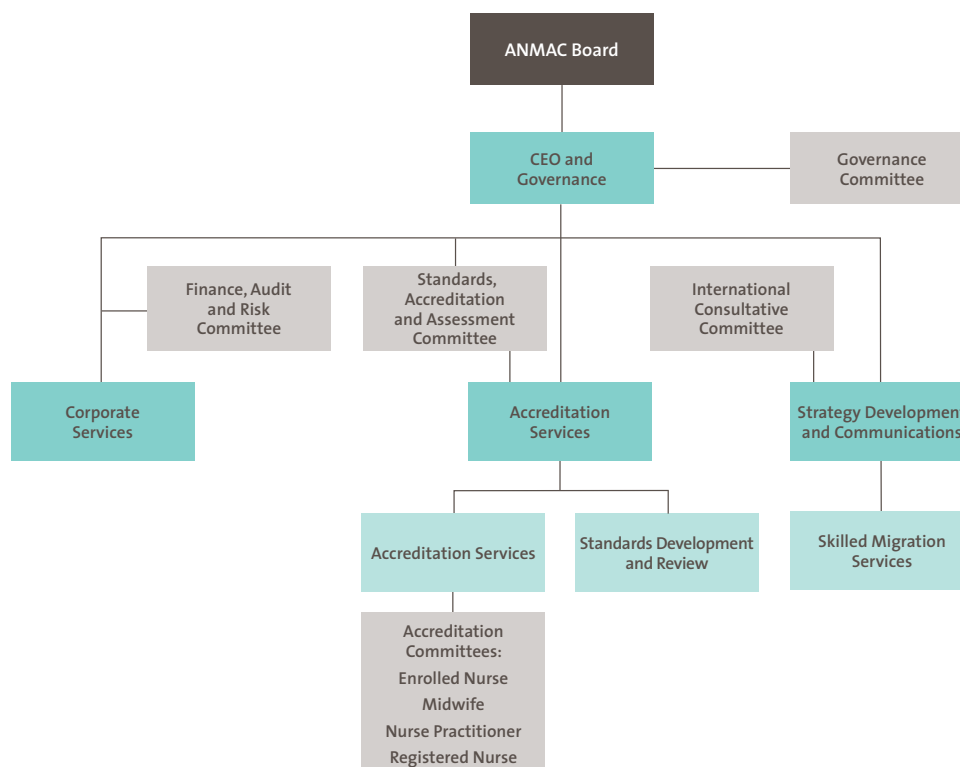 ANMAC Board
CEO and
Governance
Governance
Committee
Finance, Audit
and Risk
Committee
Standards,
Accreditation
and Assessment
Committee
International
Consultative
Committee
Corporate
Services
Accreditation
Services
Strategy Development
and Communications
Accreditation Services
Standards Development
and Review
Skilled Migration
Services
Accreditation
Committees:
Enrolled Nurse
Midwife
Nurse Practitioner
Registered Nurse